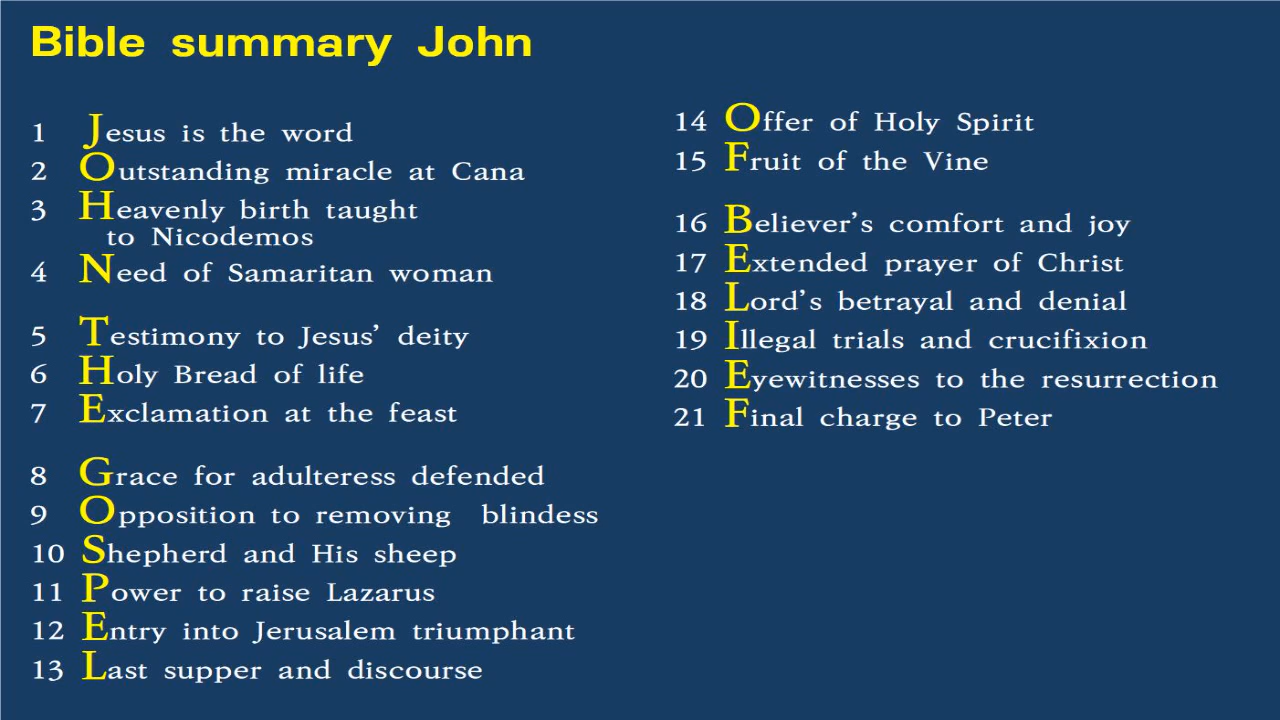 Bible summary John
1 Jesus is the word
2 Outstanding miracle at Cana
3 Heavenly birth taught
to Nicodemos
4 Need of Samaritan woman
5 Testimony to Jesus’ deity
6 Holy Bread of life
7 Exclamation at the feast
8 Grace for adulteress defended
9 Opposition to removing blindess
10 Shepherd and His sheep
11 Power to raise Lazarus
12 Entry into Jerusalem triumphant
13 Last supper and discourse
14 Offer of Holy Spirit
15 Fruit of the Vine
16 Believer’s comfort and joy
17 Extended prayer of Christ
18 Lord’s betrayal and denial
19 Illegal trials and crucifixion
20 Eyewitnesses to the resurrection
21 Final charge to Peter